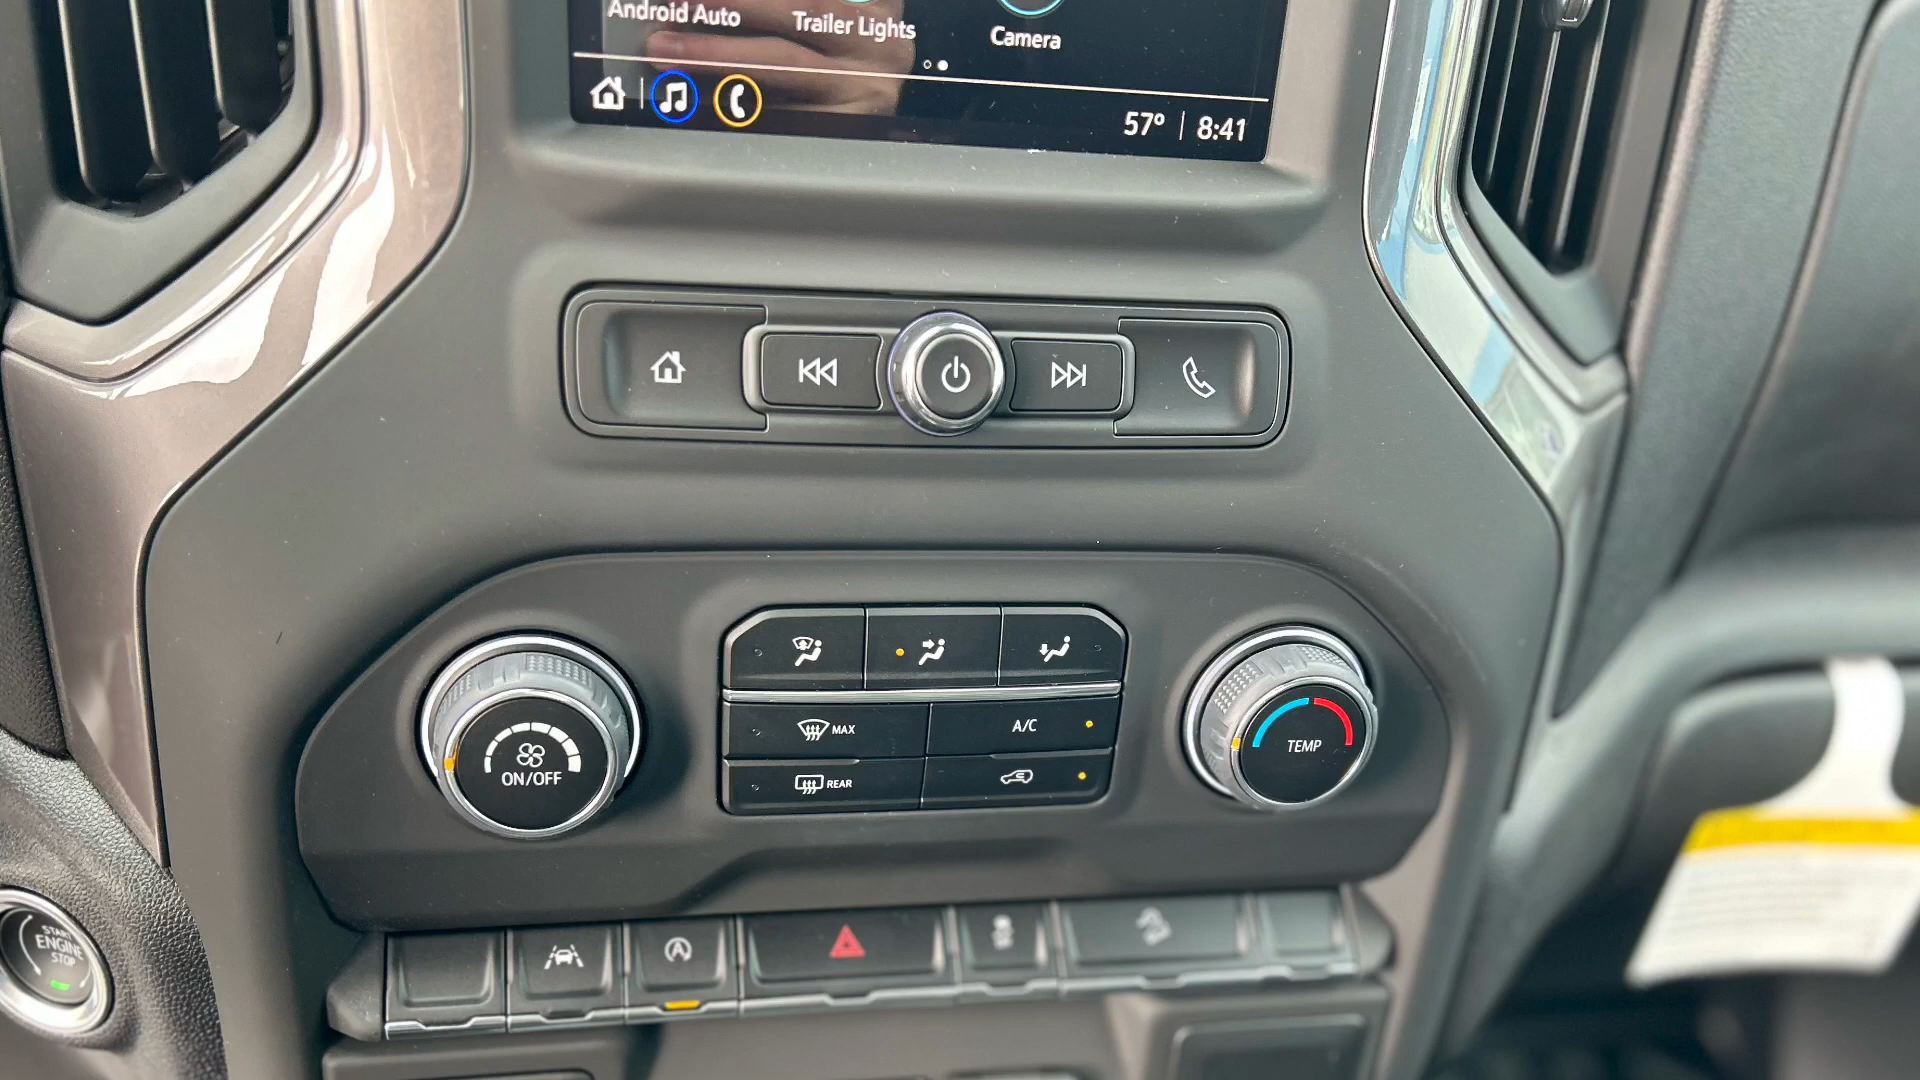 Android Auto
Trailer Lights
Camera
57° | 8:41
ON/OFF
MAX
A/C
REAR
TEMP
START
ENGINE
STOP
A